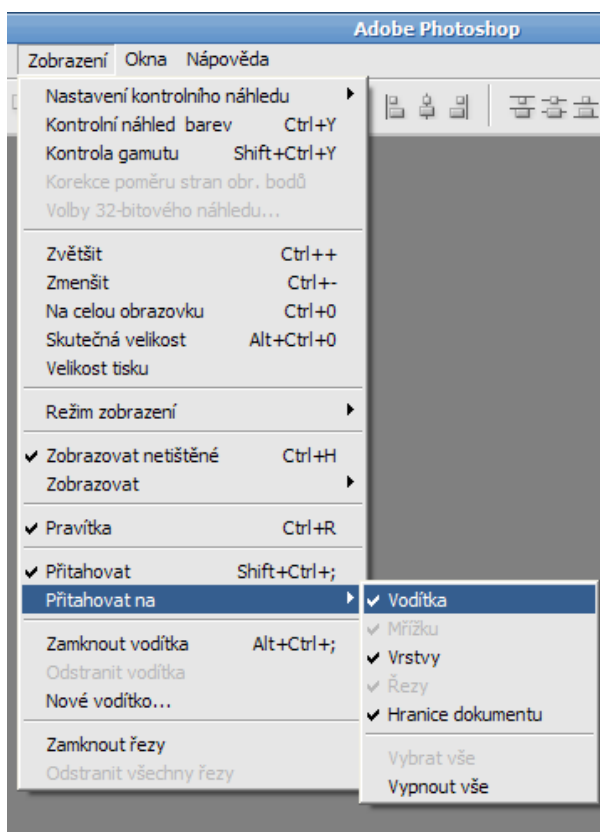 Adobe Photoshop
Zobrazení Okna Nápověda
Nastavení kontrolního náhledu
Kontrolní náhled barev Ctrl+Y
Kontrola gamutu Shift+Ctrl+Y
Korekce poměru stran obr. bodů
Volby 32-bitového náhledu...
Zvětšit Ctrl++
Zmenšit Ctrl+-
Na celou obrazovku Ctrl+0
Skutečná velikost Alt+Ctrl+0
Velikost tisku
Režim zobrazení
Zobrazovat netištěné Ctrl+H
Zobrazovat
Pravítka Ctrl+R
Přitahovat Shift+Ctrl+;
Přitahovat na
Zamknout vodítka Alt+Ctrl+;
Odstranit vodítka
Nové vodítko...
Zamknout řezy
Odstranit všechny řezy
Vodítka
Mřížku
Vrstvy
Řezy
Hranice dokumentu
Vybrat vše
Vypnout vše